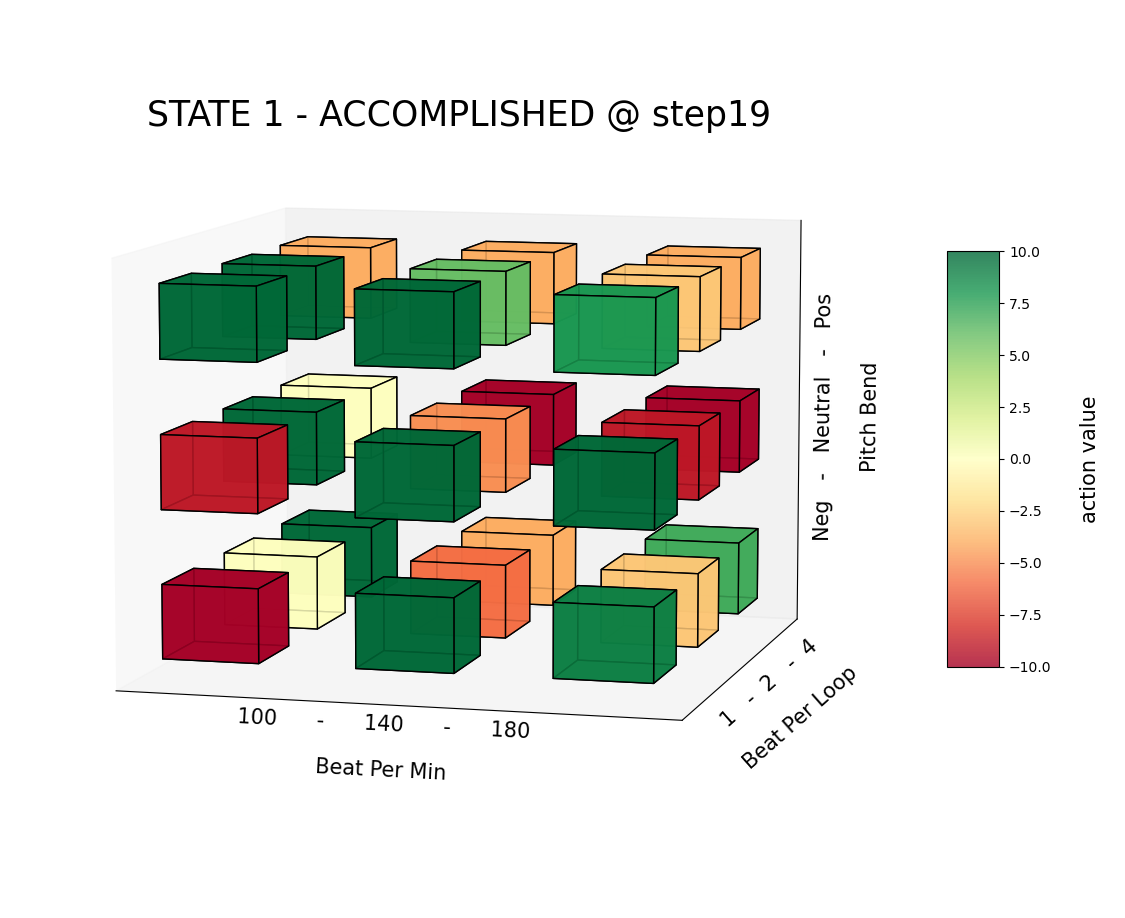 STATE 1 - ACCOMPLISHED @ step19
Neg - Neutral - Pos
Pitch Bend
100 - 140 - 180
Beat Per Min
1 - 2 - 4
Beat Per Loop
10.0
7.5
5.0
2.5
0.0
−2.5
−5.0
−7.5
−10.0
action value